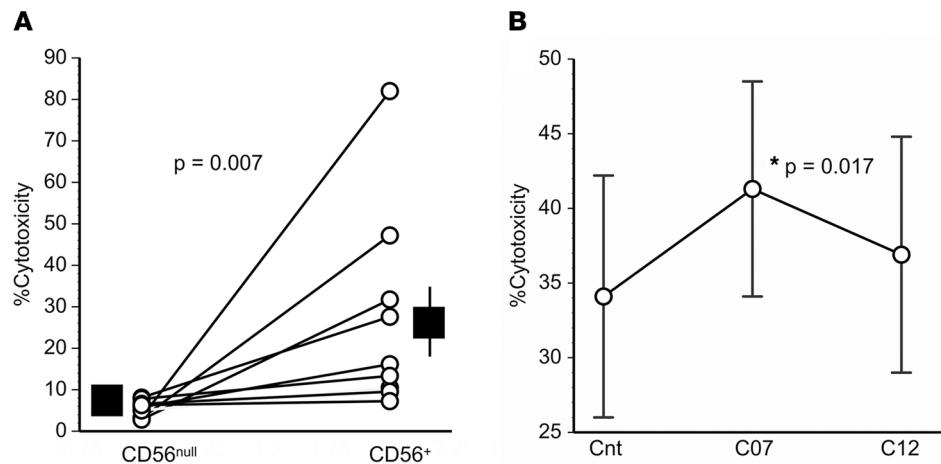 A
%Cytotoxicity
90
80
70
60
50
40
30
20
10
0
p = 0.007
CD56null
CD56+
B
%Cytotoxicity
50
45
40
35
30
25
* p = 0.017
Cnt
C07
C12